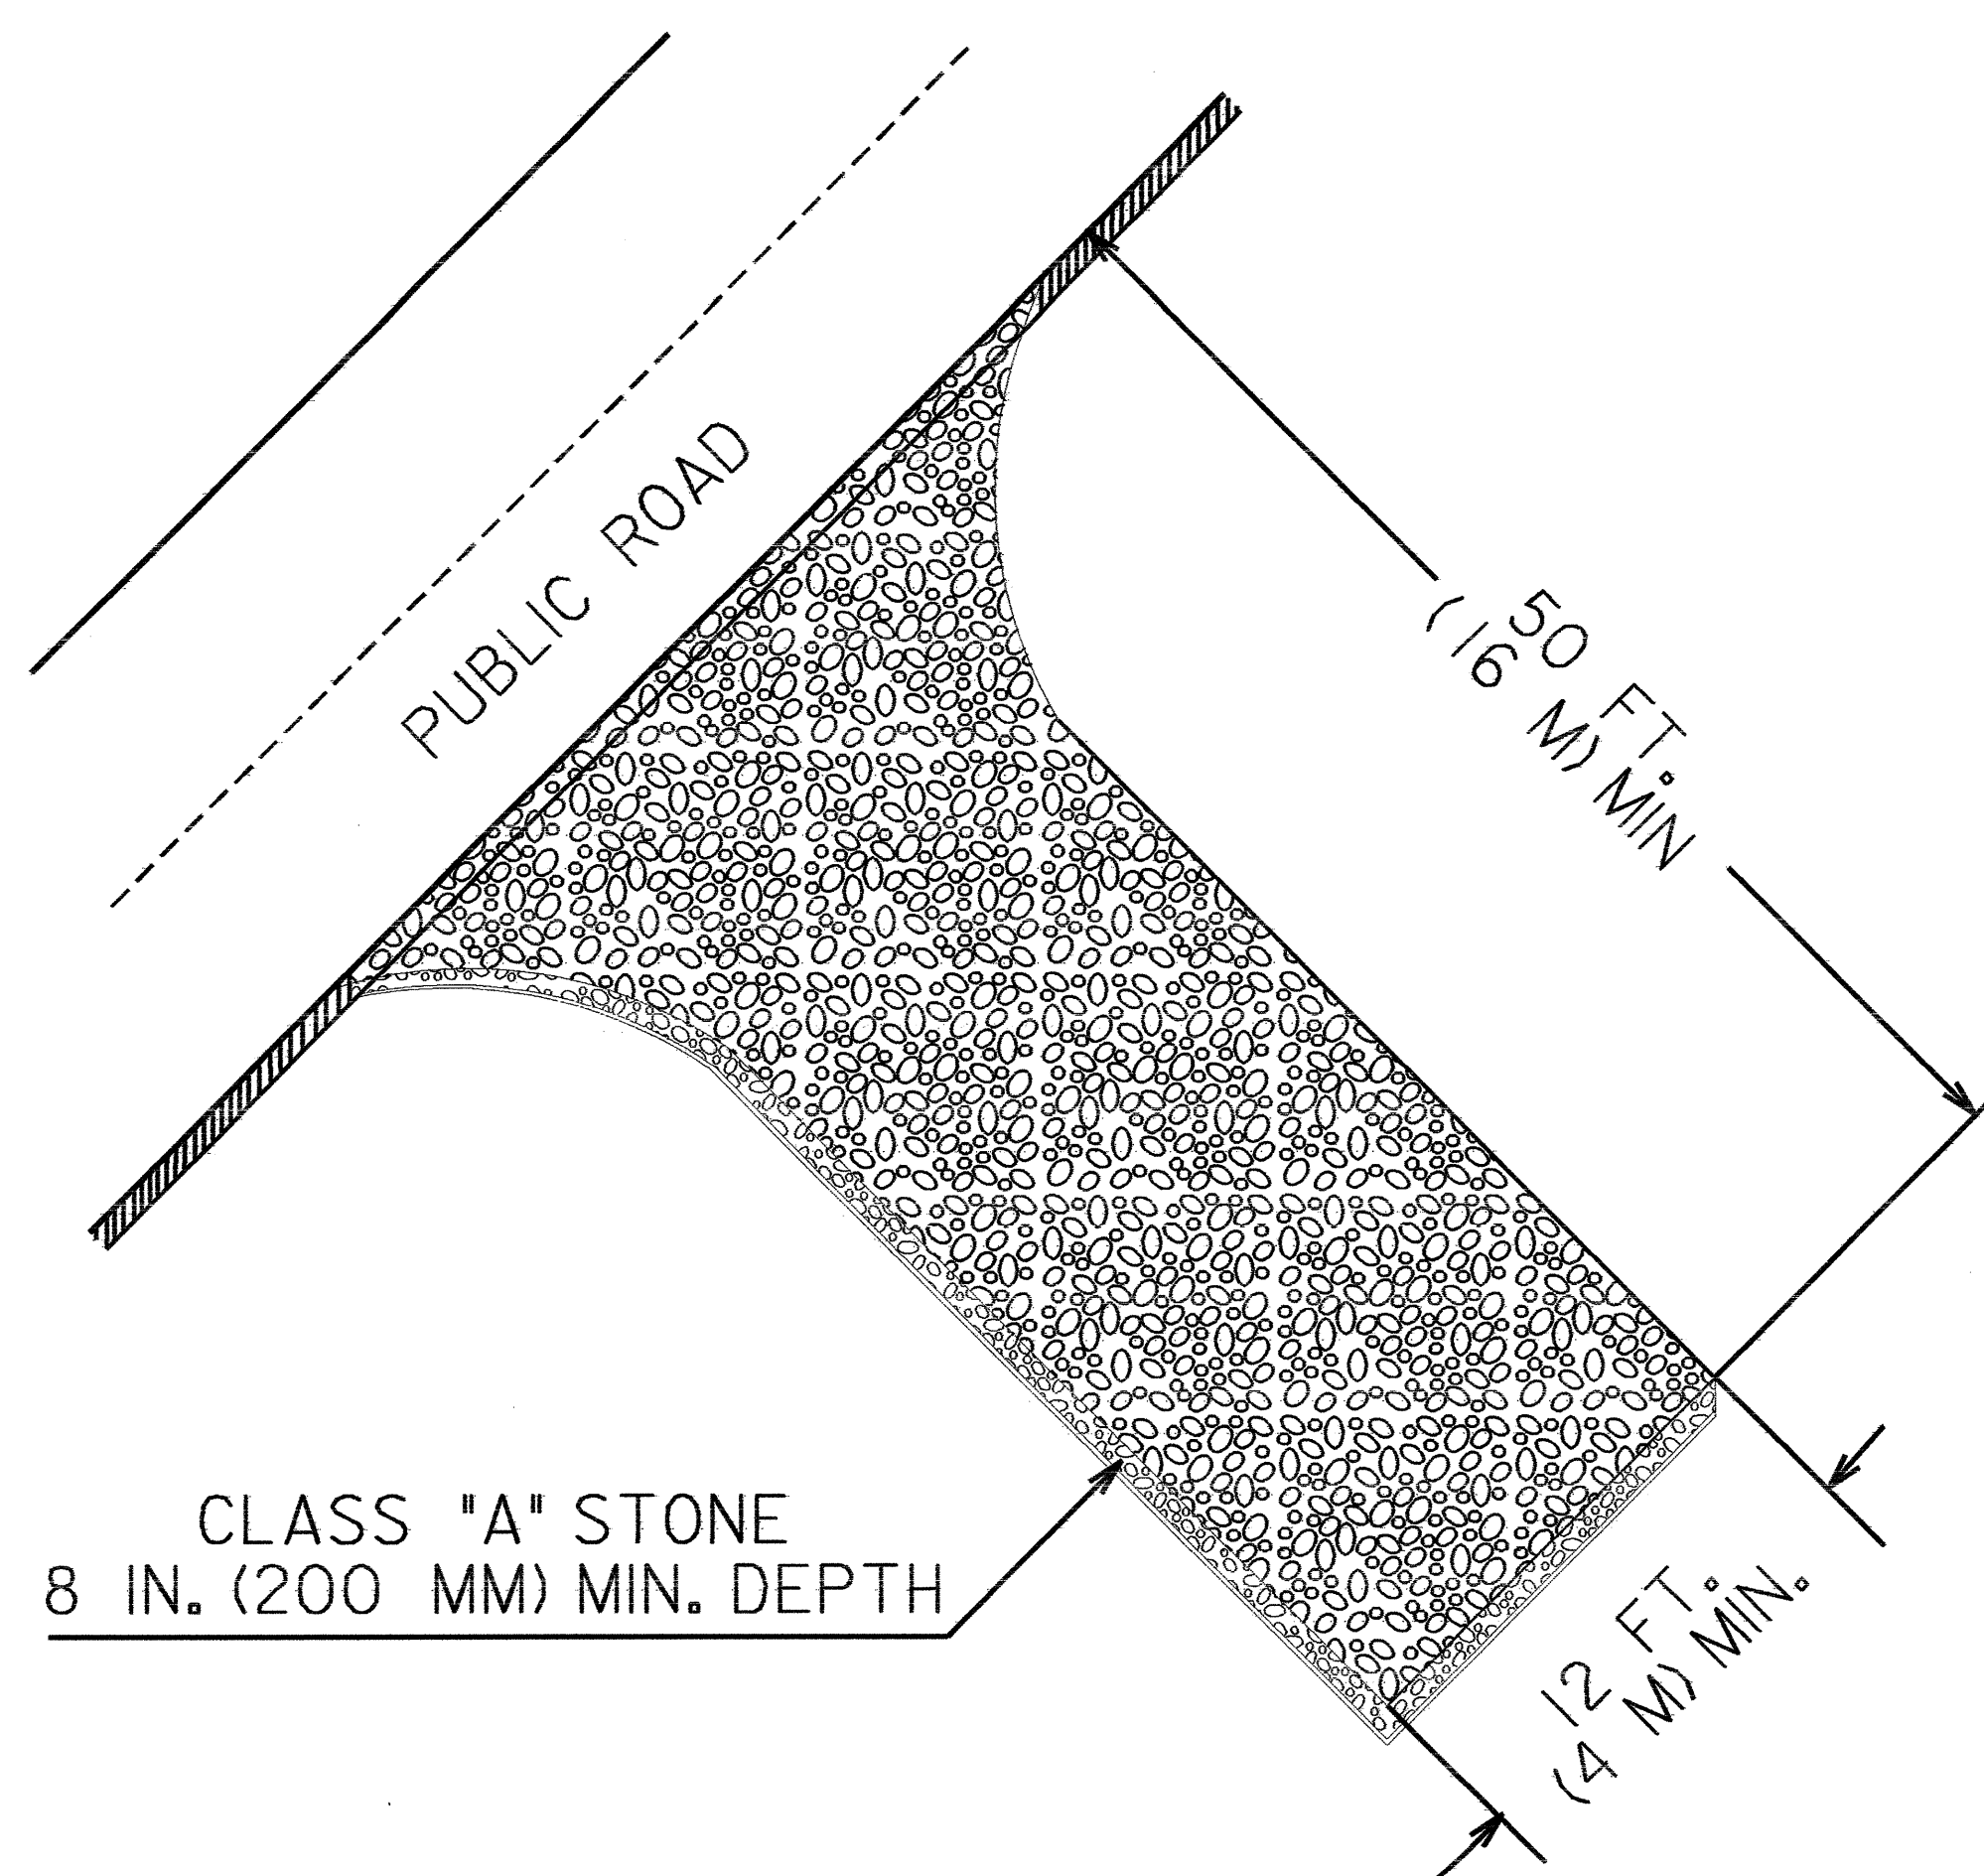 PUBLIC ROAD
50 FT.
(16 M) MIN
CLASS "A" STONE
8 IN. (200 MM) MIN. DEPTH
12 FT.
(4 M) MIN.